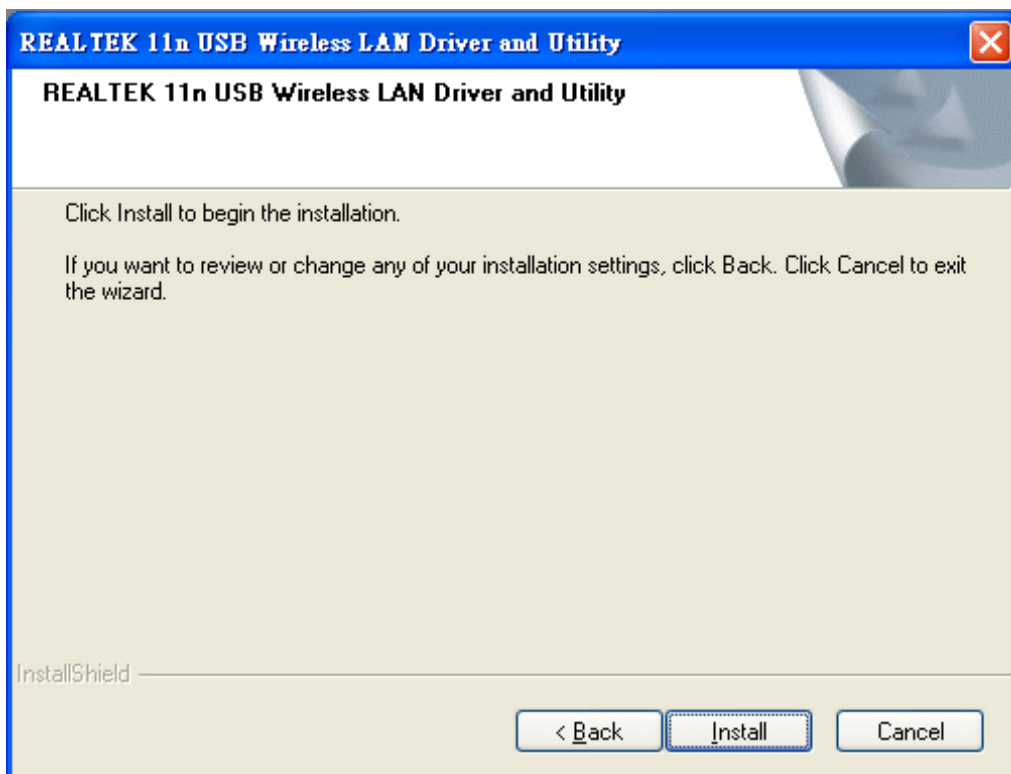 REALTEK 11n USB Wireless LAN Driver and Utility
REALTEK 11n USB Wireless LAN Driver and Utility
Click Install to begin the installation.
If you want to review or change any of your installation settings, click Back. Click Cancel to exit
the wizard.
InstallShield
< Back Install Cancel